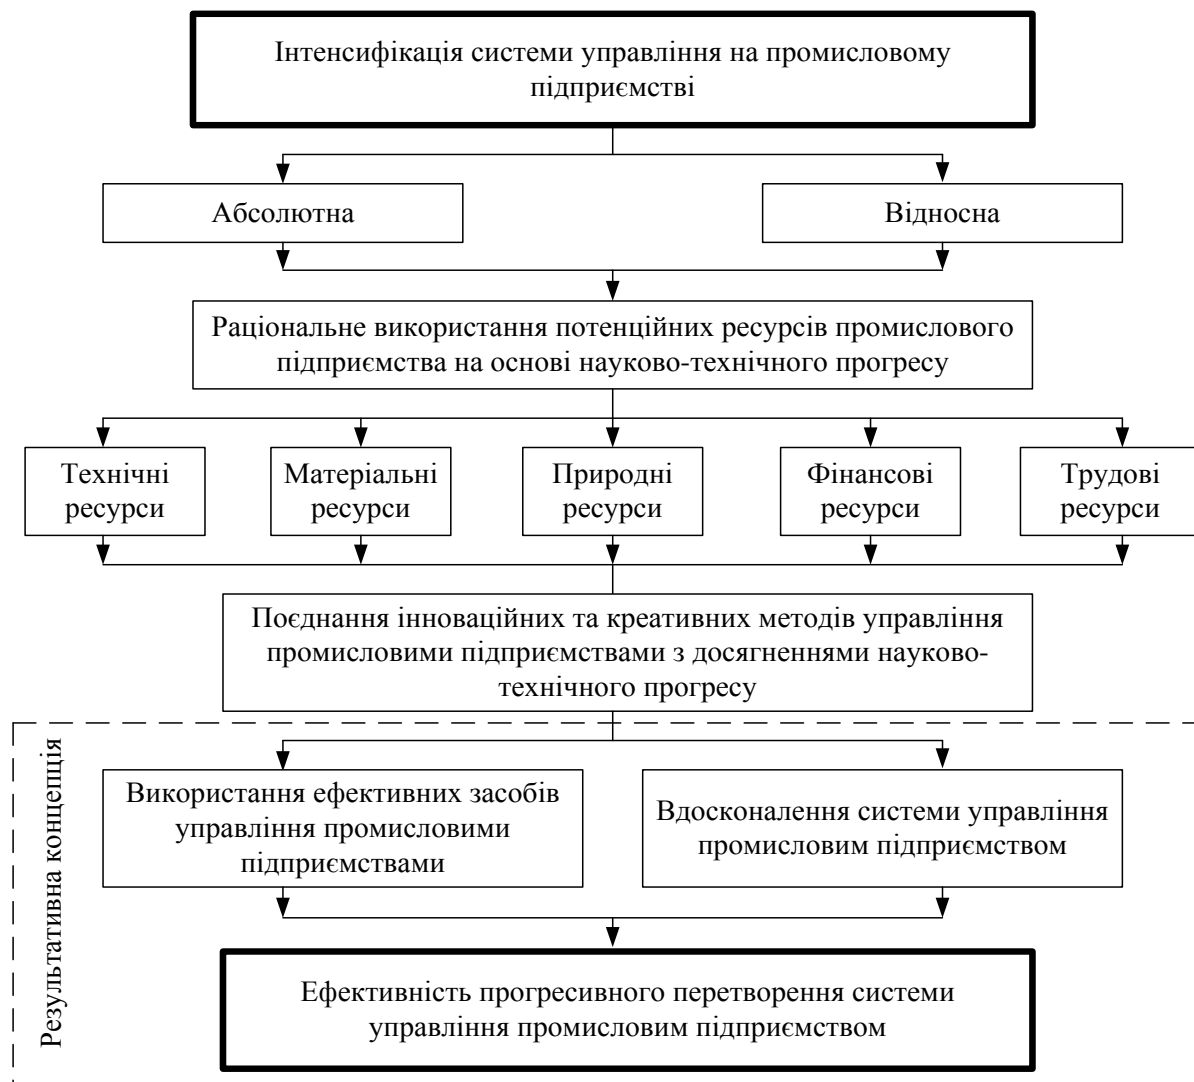 Інтенсифікація системи управління на промисловому
підприємстві
Абсолютна
Відносна
Раціональне використання потенційних ресурсів промислового
підприємства на основі науково-технічного прогресу
Технічні
ресурси
Матеріальні
ресурси
Природні
ресурси
Фінансові
ресурси
Трудові
ресурси
Поєднання інноваційних та креативних методів управління
промисловими підприємствами з досягненнями науково-
технічного прогресу
Результативна концепція
Використання ефективних засобів
управління промисловими
підприємствами
Вдосконалення системи управління
промисловим підприємством
Ефективність прогресивного перетворення системи
управління промисловим підприємством